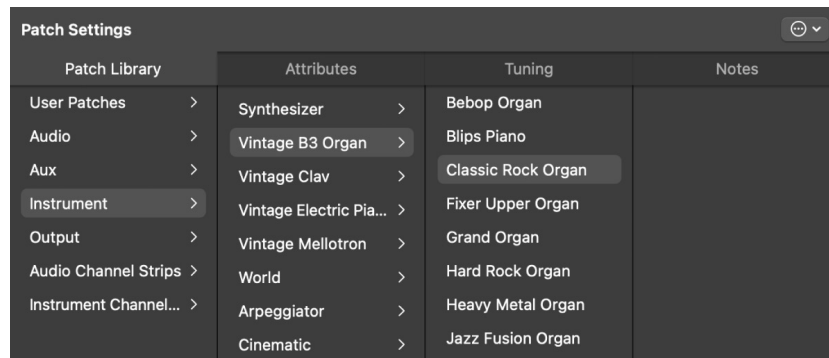 Patch Settings
Patch Library
Attributes
Tuning
Notes
User Patches
Audio
Aux
Instrument
Output
Audio Channel Strips
Instrument Channel...
Synthesizer
Vintage B3 Organ
Vintage Clav
Vintage Electric Pia...
Vintage Mellotron
World
Arpeggiator
Cinematic
Bebop Organ
Blips Piano
Classic Rock Organ
Fixer Upper Organ
Grand Organ
Hard Rock Organ
Heavy Metal Organ
Jazz Fusion Organ